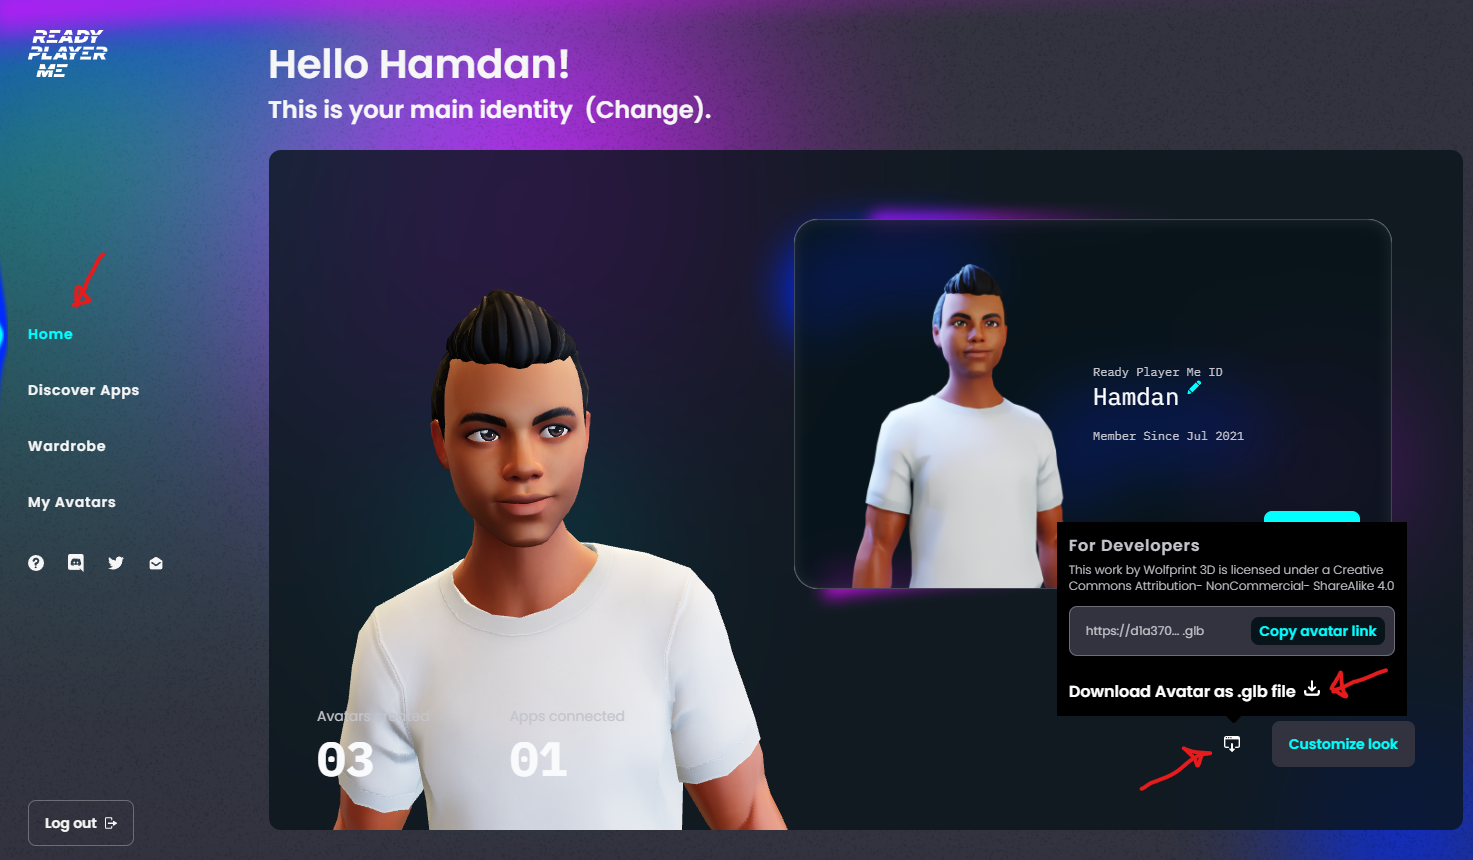 READY
PLAYER
ME
Hello Hamdan!
This is your main identity (Change).
Home
Discover Apps
Wardrobe
My Avatars
Log out
Avatars created
03
Apps connected
01
Ready Player Me ID
Hamdan
Member Since Jul 2021
For Developers
This work by Wolfprint 3D is licensed under a Creative
Commons Attribution- NonCommercial- ShareAlike 4.0
https://d1a370... .glb
Copy avatar link
Download Avatar as .glb file
Customize look